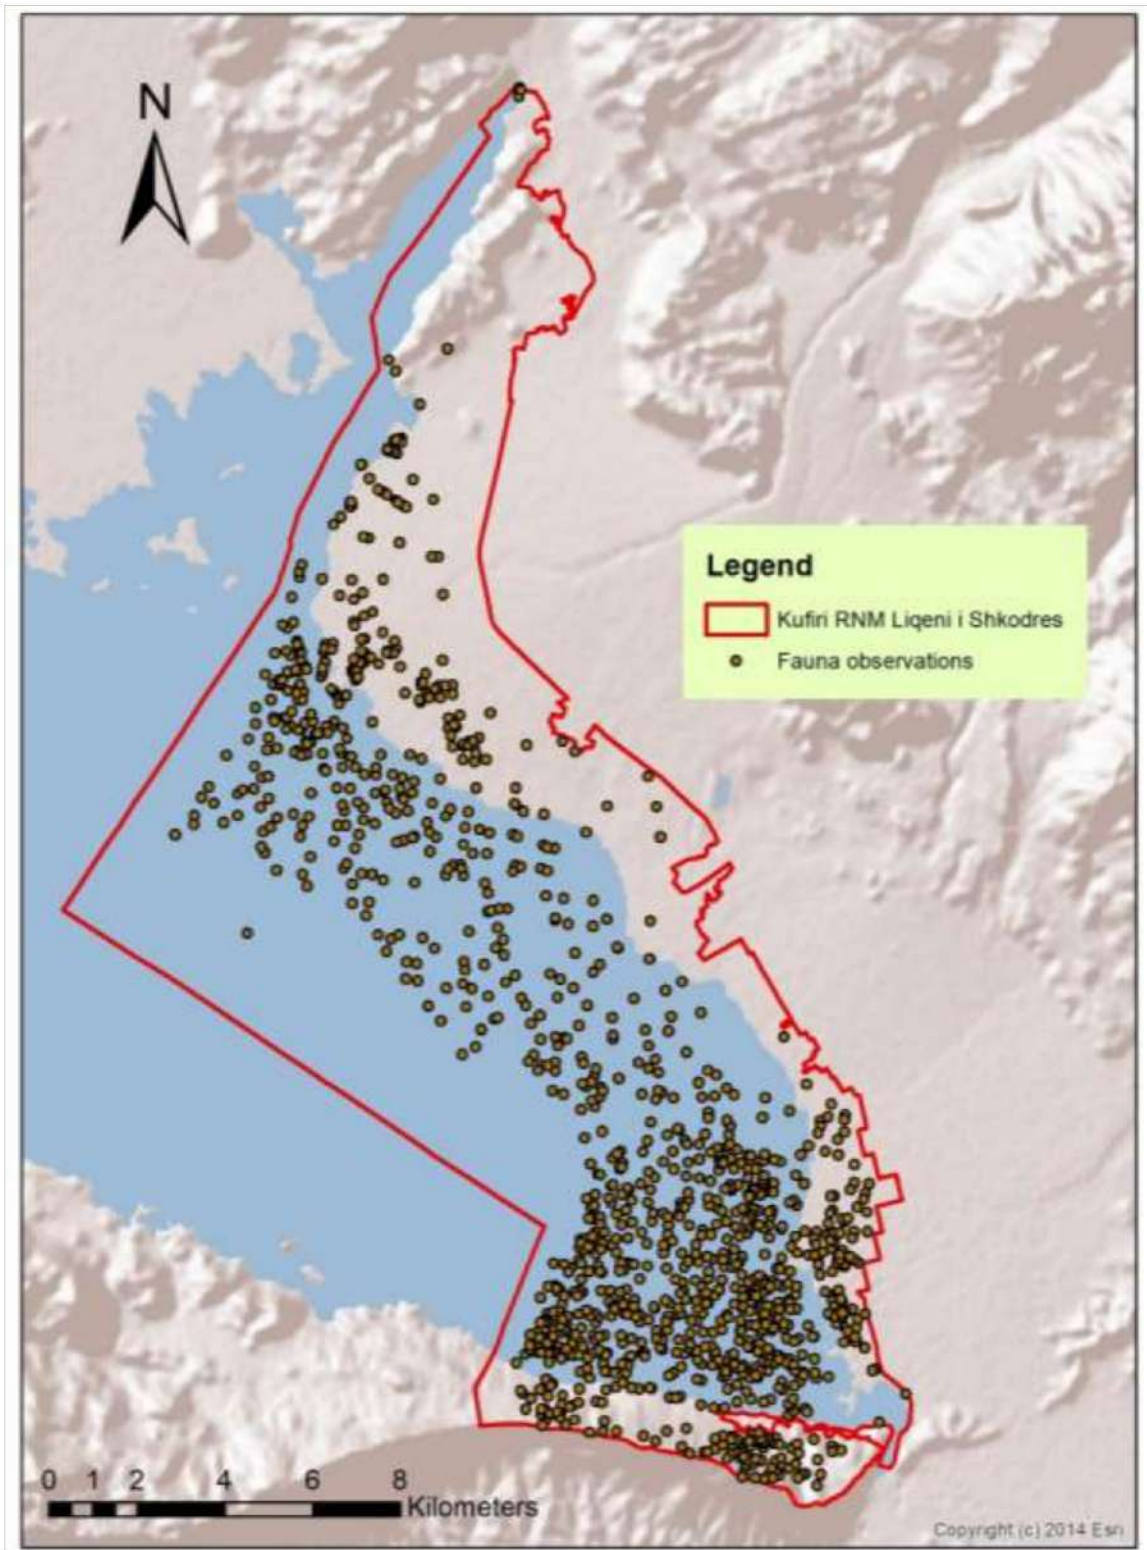 N
Legend
Kufiri RNM Liqeni i Shkodres
Fauna observations
0 1 2 4 6 8
Kilometers
Copyright (c) 2014 Esri